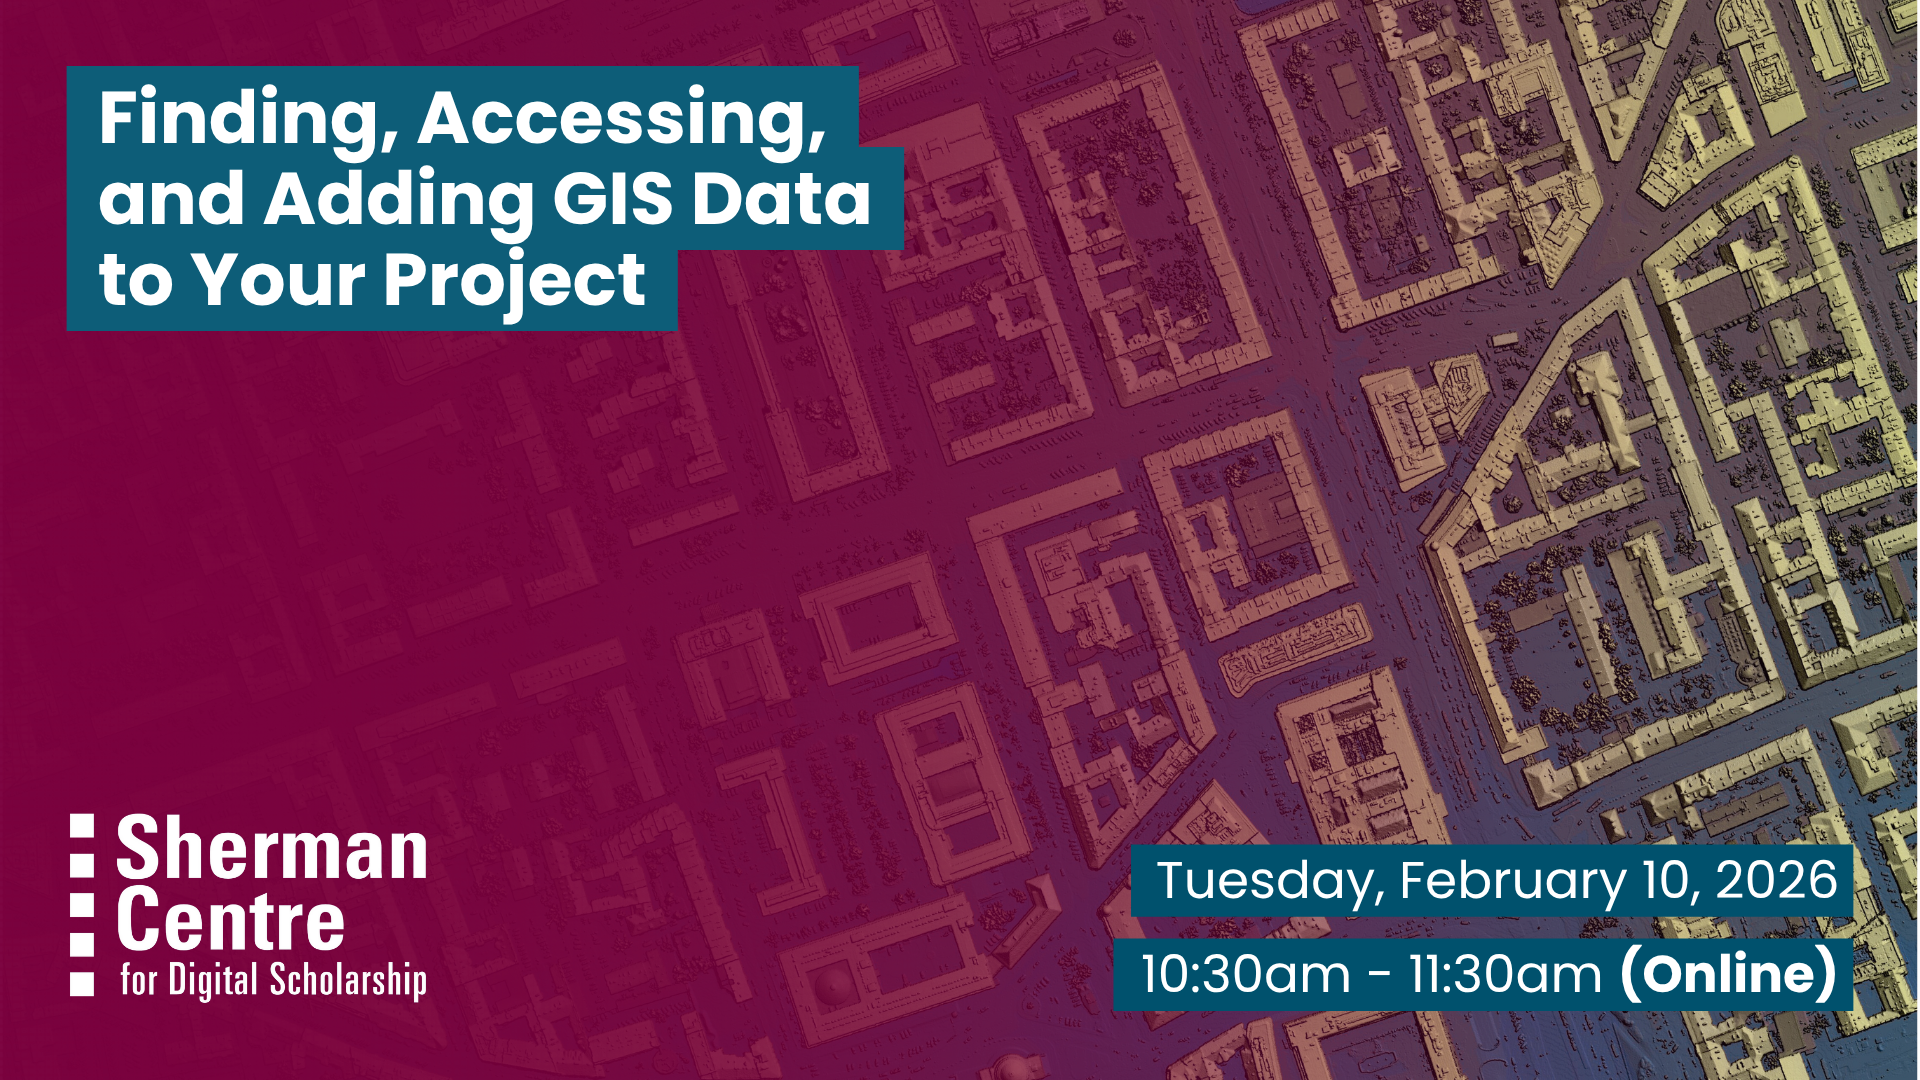 Finding, Accessing,
and Adding GIS Data
to Your Project
Sherman
Centre
for Digital Scholarship
Tuesday, February 10, 2026
10:30am - 11:30am (Online)